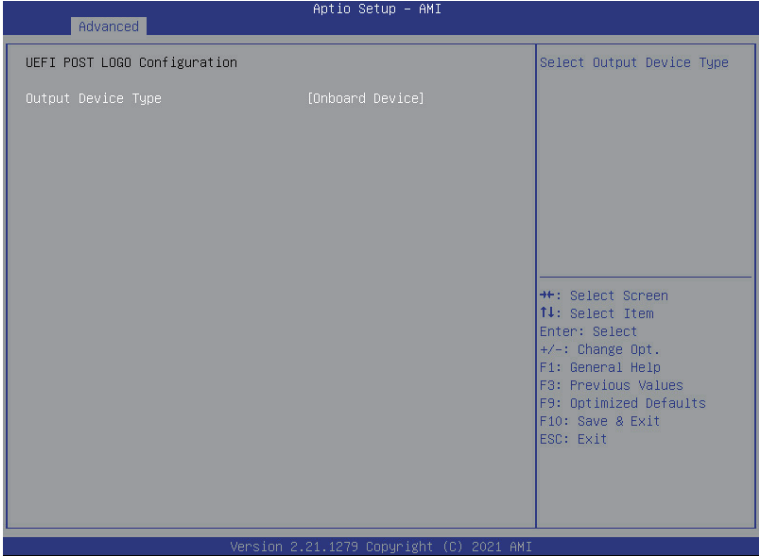 Aptio Setup – AMI
Advanced
UEFI POST LOGO Configuration
Output Device Type [Onboard Device]
Select Output Device Type
→←: Select Screen
↑↓: Select Item
Enter: Select
+/-: Change Opt.
F1: General Help
F3: Previous Values
F9: Optimized Defaults
F10: Save & Exit
ESC: Exit
Version 2.21.1279 Copyright (C) 2021 AMI